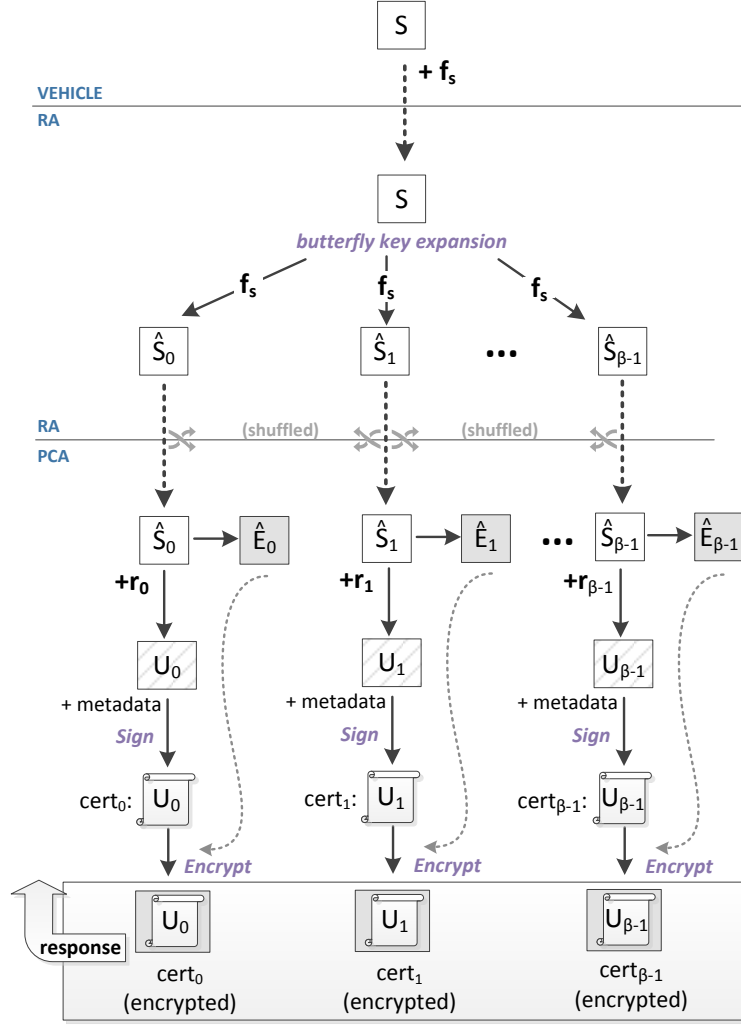 S
+ fₛ
VEHICLE
RA
S
butterfly key expansion
fₛ fₛ fₛ
Ŝ₀ Ŝ₁ ... Ŝᵦ₋₁
RA (shuffled) (shuffled)
PCA
Ŝ₀ Ê₀ Ŝ₁ Ê₁ ... Ŝᵦ₋₁ Êᵦ₋₁
+r₀ +r₁ +rᵦ₋₁
U₀ U₁ Uᵦ₋₁
+ metadata + metadata + metadata
Sign Sign Sign
cert₀: U₀ cert₁: U₁ certᵦ₋₁: Uᵦ₋₁
Encrypt Encrypt Encrypt
U₀ U₁ Uᵦ₋₁
response
cert₀ cert₁ certᵦ₋₁
(encrypted) (encrypted) (encrypted)